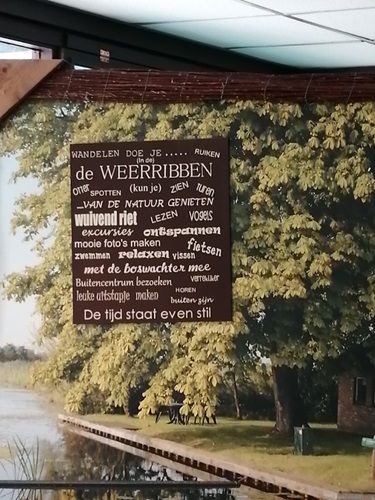 WANDELEN DOE JE ..... RUIKEN
(in de)
de WEERRIBBEN
otter SPOTTEN (kun je) ZIEN turen
...VAN DE NATUUR GENIETEN
wuivend riet LEZEN VOGELS
excursies ontspannen
mooie foto's maken fietsen
zwemmen relaxen vissen
met de boswachter mee
Buitencentrum bezoeken verrekijker
leuke uitstapje maken HOREN
buiten zijn
De tijd staat even stil